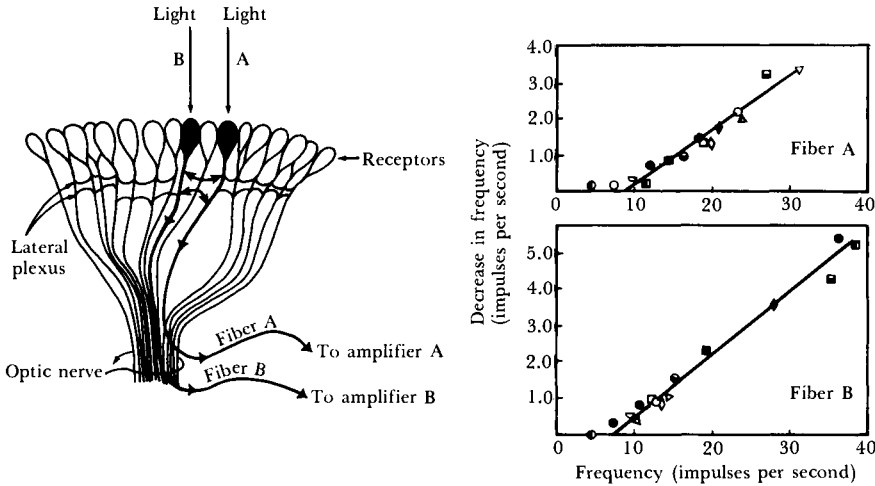 Light Light
B A
Receptors
Lateral
plexus
Optic nerve
Fiber A
To amplifier A
Fiber B
To amplifier B
Decrease in frequency
(impulses per second)
4.0
3.0
2.0
1.0
0 10 20 30 40
Fiber A
5.0
4.0
3.0
2.0
1.0
0 10 20 30 40
Fiber B
Frequency (impulses per second)